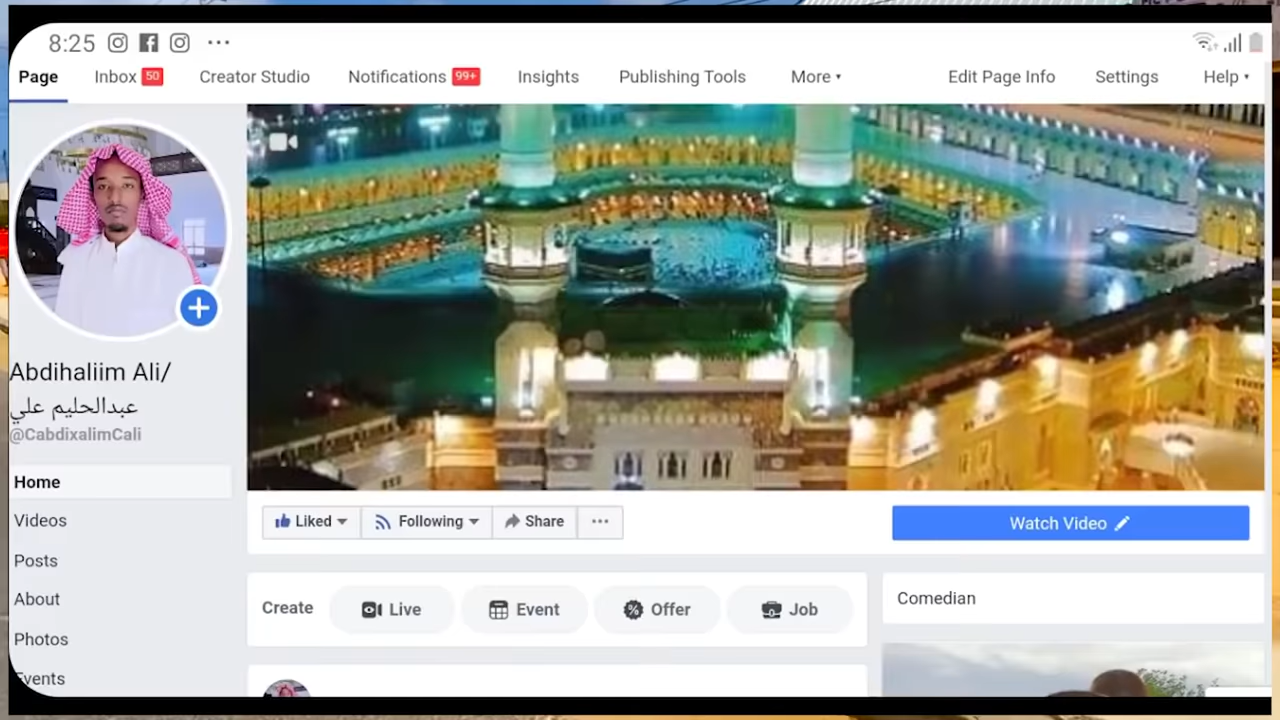 8:25
Page
Inbox 50
Creator Studio
Notifications 99+
Insights
Publishing Tools
More
Edit Page Info
Settings
Help
Abdihaliim Ali/
عبدالحليم علي
@CabdixalimCali
Home
Videos
Posts
About
Photos
Events
Liked
Following
Share
Watch Video
Create
Live
Event
Offer
Job
Comedian